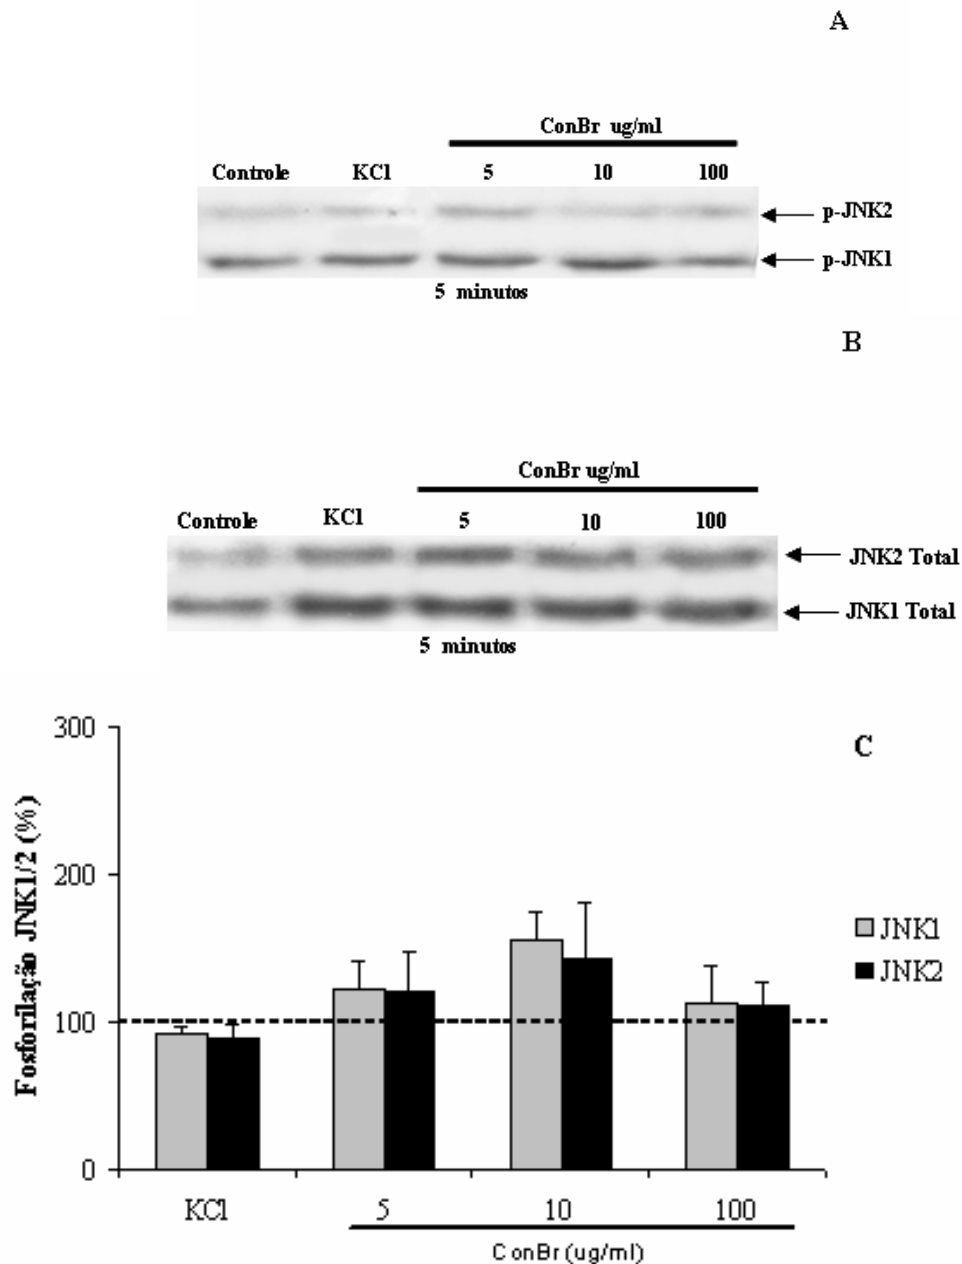 A
ConBr ug/ml
Controle KCl 5 10 100
p-JNK2
p-JNK1
5 minutos
B
ConBr ug/ml
Controle KCl 5 10 100
JNK2 Total
JNK1 Total
5 minutos
C
Fosforilação JNK1/2 (%)
300
200
100
0
JNK1
JNK2
KCl 5 10 100
ConBr (ug/ml)